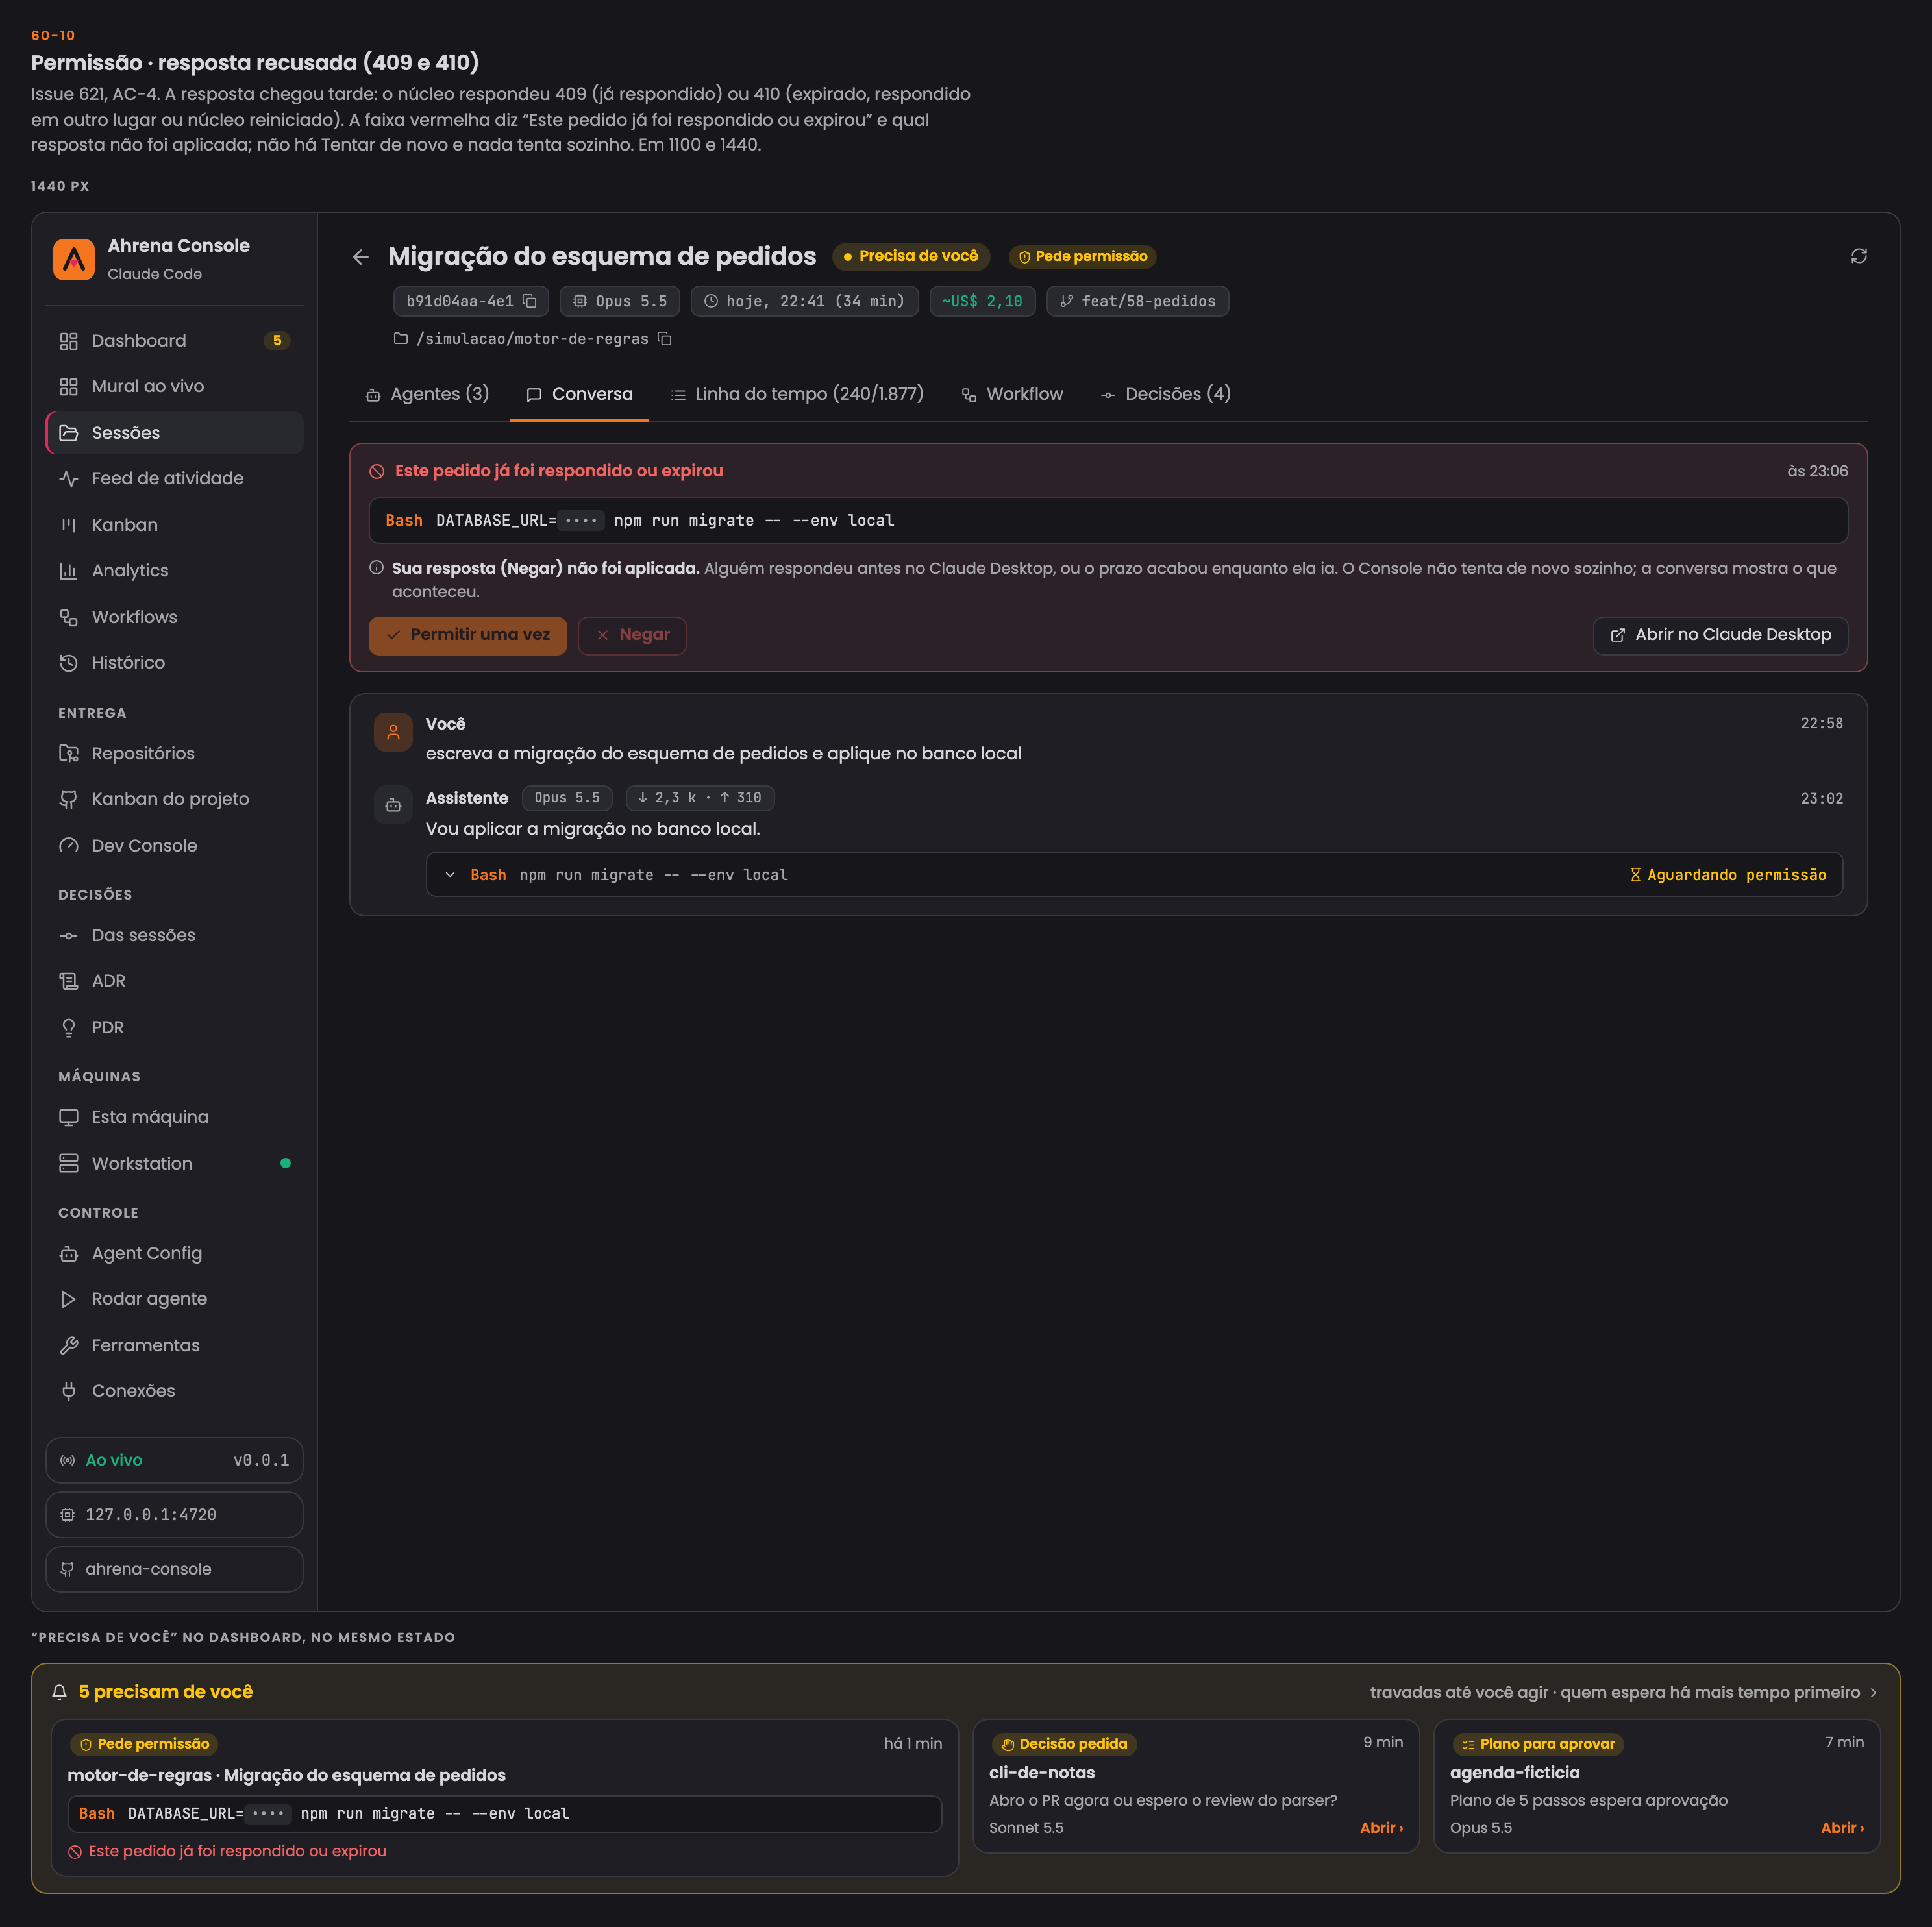 60-10
Permissão · resposta recusada (409 e 410)
Issue 621, AC-4. A resposta chegou tarde: o núcleo respondeu 409 (já respondido) ou 410 (expirado, respondido
em outro lugar ou núcleo reiniciado). A faixa vermelha diz “Este pedido já foi respondido ou expirou” e qual
resposta não foi aplicada; não há Tentar de novo e nada tenta sozinho. Em 1100 e 1440.
1440 PX
Ahrena Console
Claude Code
Dashboard 5
Mural ao vivo
Sessões
Feed de atividade
Kanban
Analytics
Workflows
Histórico
ENTREGA
Repositórios
Kanban do projeto
Dev Console
DECISÕES
Das sessões
ADR
PDR
MÁQUINAS
Esta máquina
Workstation
CONTROLE
Agent Config
Rodar agente
Ferramentas
Conexões
Ao vivo v0.0.1
127.0.0.1:4720
ahrena-console
Migração do esquema de pedidos Precisa de você Pede permissão
b91d04aa-4e1 Opus 5.5 hoje, 22:41 (34 min) ~US$ 2,10 feat/58-pedidos
/simulacao/motor-de-regras
Agentes (3) Conversa Linha do tempo (240/1.877) Workflow Decisões (4)
Este pedido já foi respondido ou expirou às 23:06
Bash DATABASE_URL=•••• npm run migrate -- --env local
Sua resposta (Negar) não foi aplicada. Alguém respondeu antes no Claude Desktop, ou o prazo acabou enquanto ela ia. O Console não tenta de novo sozinho; a conversa mostra o que
aconteceu.
Permitir uma vez Negar Abrir no Claude Desktop
Você 22:58
escreva a migração do esquema de pedidos e aplique no banco local
Assistente Opus 5.5 ↓ 2,3 k · ↑ 310 23:02
Vou aplicar a migração no banco local.
Bash npm run migrate -- --env local Aguardando permissão
“PRECISA DE VOCÊ” NO DASHBOARD, NO MESMO ESTADO
5 precisam de você travadas até você agir · quem espera há mais tempo primeiro ›
Pede permissão há 1 min
motor-de-regras · Migração do esquema de pedidos
Bash DATABASE_URL=•••• npm run migrate -- --env local
Este pedido já foi respondido ou expirou
Decisão pedida 9 min
cli-de-notas
Abro o PR agora ou espero o review do parser?
Sonnet 5.5 Abrir ›
Plano para aprovar 7 min
agenda-ficticia
Plano de 5 passos espera aprovação
Opus 5.5 Abrir ›